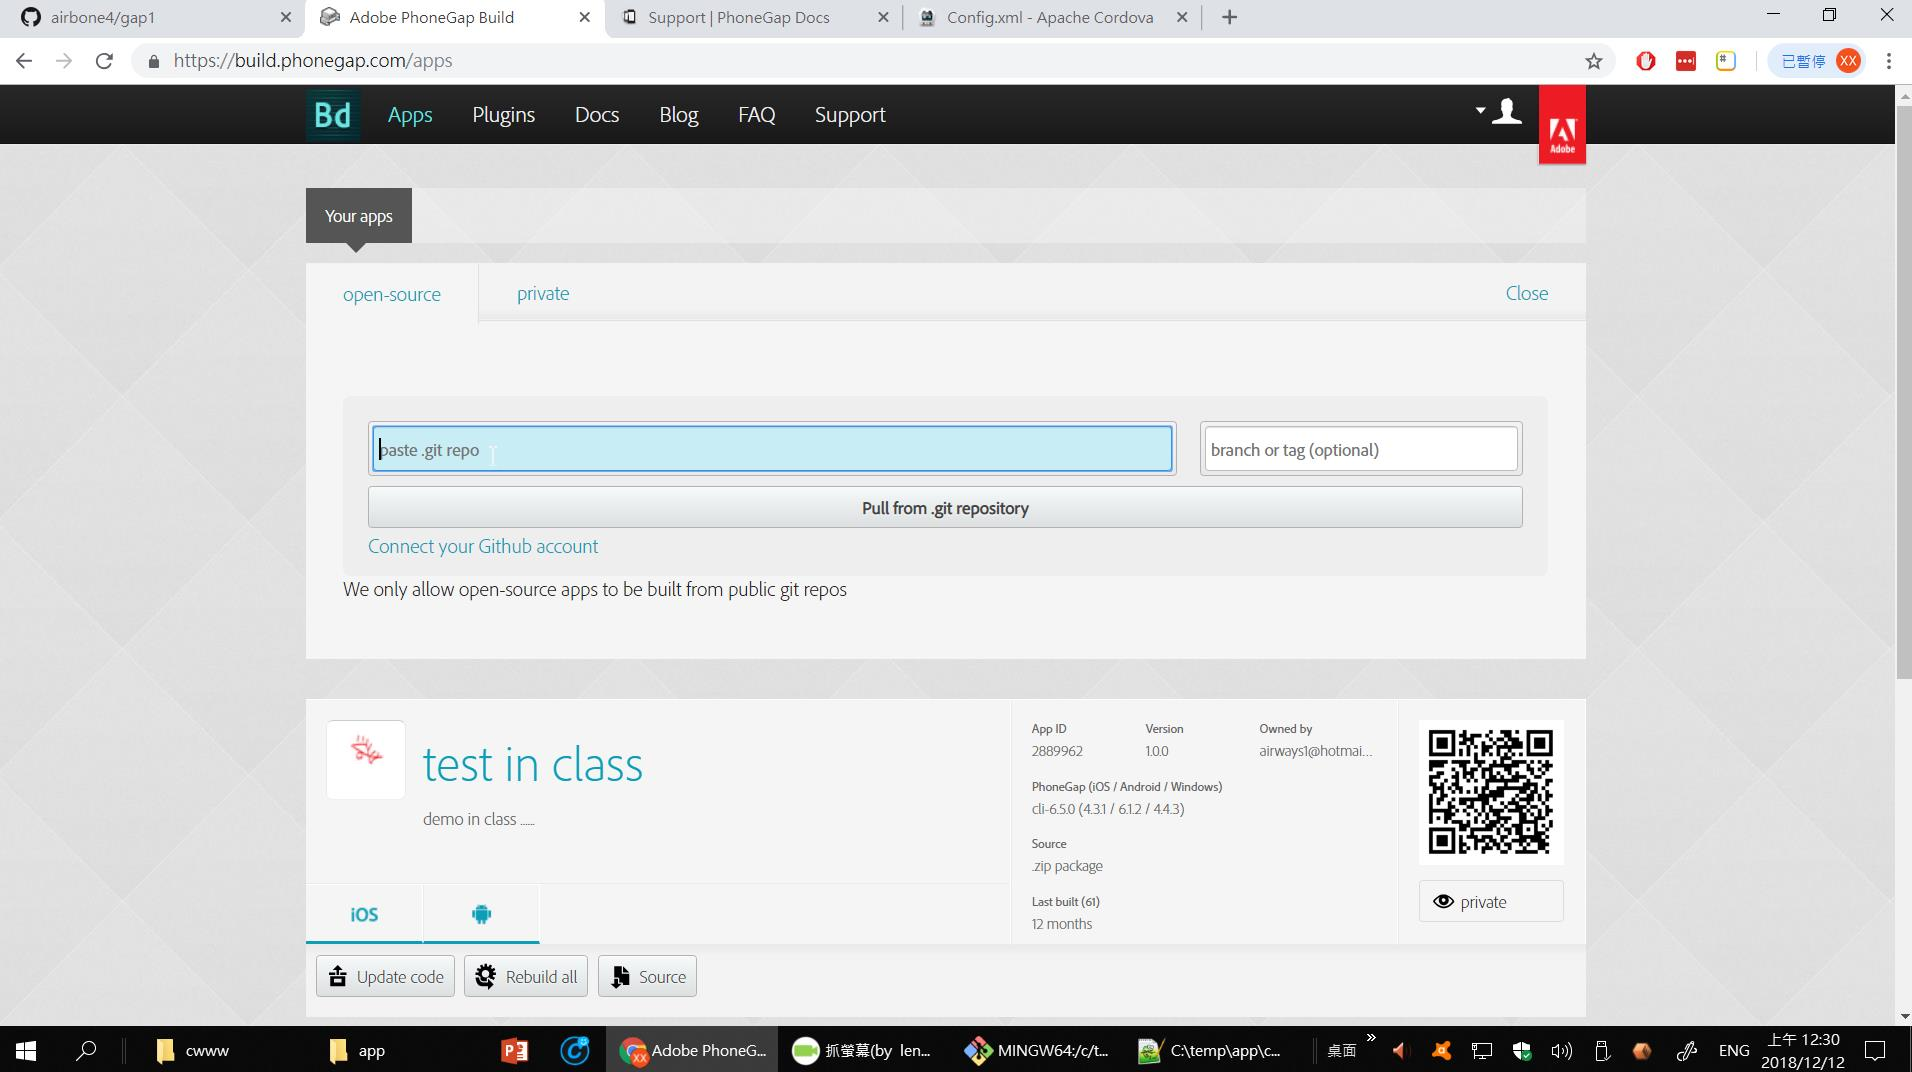 airbone4/gap1
Adobe PhoneGap Build
Support | PhoneGap Docs
Config.xml - Apache Cordova
https://build.phonegap.com/apps
已暫停 XX
Bd Apps Plugins Docs Blog FAQ Support
Adobe
Your apps
open-source private Close
paste .git repo
branch or tag (optional)
Pull from .git repository
Connect your Github account
We only allow open-source apps to be built from public git repos
test in class
demo in class ......
App ID Version Owned by
2889962 1.0.0 airways1@hotmai...
PhoneGap (iOS / Android / Windows)
cli-6.5.0 (4.3.1 / 6.1.2 / 4.4.3)
Source
.zip package
Last built (61)
12 months
private
iOS
Update code Rebuild all Source
cwww app Adobe PhoneG... 抓螢幕(by len... MINGW64:/c/t... C:\temp\app\c... 桌面 ENG 上午 12:30
2018/12/12